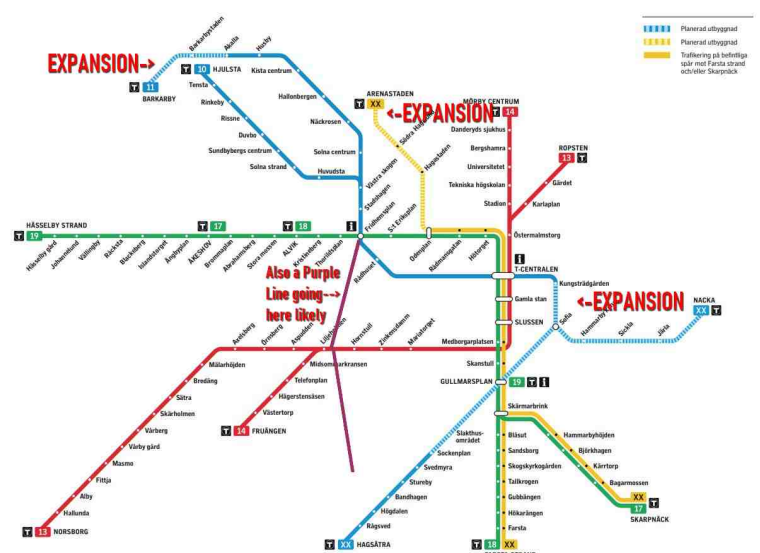 Planerad utbyggnad
Planerad utbyggnad
Trafikering på befintliga
spår mot Farsta strand
och/eller Skarpnäck
EXPANSION->
Barkarbystaden
Akalla
Husby
T 11
BARKARBY
T 10 HJULSTA
Kista centrum
Hallonbergen
Näckrosen
Solna centrum
Västra skogen
Stadshagen
Fridhemsplan
Tensta
Rinkeby
Rissne
Duvbo
Sundbybergs centrum
Solna strand
Huvudsta
ARENASTADEN
T XX
<-EXPANSION
Södra Hagalund
Hagastaden
MÖRBY CENTRUM
T 14
Danderyds sjukhus
Bergshamra
Universitetet
Tekniska högskolan
Stadion
ROPSTEN
13 T
Gärdet
Karlaplan
Östermalmstorg
HÄSSELBY STRAND
T 19
Hässelby gård
Johannelund
Vällingby
Råcksta
Blackeberg
Islandstorget
Ängbyplan
T 17
ÅKESHOV
Brommaplan
Abrahamsberg
Stora mossen
T 18
ALVIK
Kristineberg
Thorildsplan
i
S:t Eriksplan
Odenplan
Rådmansgatan
Hötorget
Rådhuset
i
T-CENTRALEN
Kungsträdgården
Gamla stan
SLUSSEN
Medborgarplatsen
Skanstull
GULLMARSPLAN 19 T i
Also a Purple
Line going-->
here likely
<-EXPANSION
NACKA
XX T
Sofia
Sickla
Järla
Axelsberg
Örnsberg
Aspudden
Hornstull
Zinkensdamm
Mariatorget
Mälarhöjden
Bredäng
Sätra
Skärholmen
Vårberg
Vårby gård
Masmo
Fittja
Alby
Hallunda
T 13 NORSBORG
Midsommarkransen
Telefonplan
Hägerstensåsen
Västertorp
T 14 FRUÄNGEN
Slakthus-
området
Sockenplan
Svedmyra
Stureby
Bandhagen
Högdalen
Rågsved
T XX HAGSÄTRA
Skärmarbrink
Blåsut
Sandsborg
Skogskyrkogården
Tallkrogen
Gubbängen
Hökarängen
Farsta
T 18 XX
Hammarbyhöjden
Björkhagen
Kärrtorp
Bagarmossen
XX
17 T
SKARPNÄCK